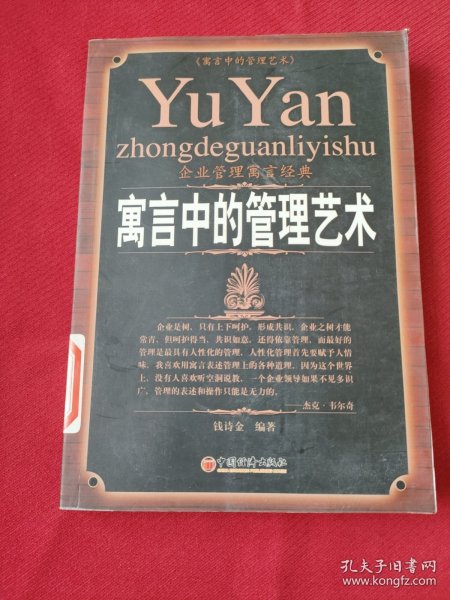 《寓言中的管理艺术》
Yu Yan
zhongdeguanliyishu
企业管理寓言经典
寓言中的管理艺术
企业是树，只有上下呵护，形成共识，企业之树才能
常青。但呵护得当，共识如意，还得依靠管理，而最好的
管理是最具有人性化的管理，人性化管理首先要赋予人情
味。我喜欢用寓言表述管理上的各种道理，因为这个世界
上，没有人喜欢听空洞说教，一个企业领导如果不见多识
广，管理的表述和操作只能是无力的。
——杰克·韦尔奇
钱诗金 编著
中国经济出版社
孔夫子旧书网
www.kongfz.com